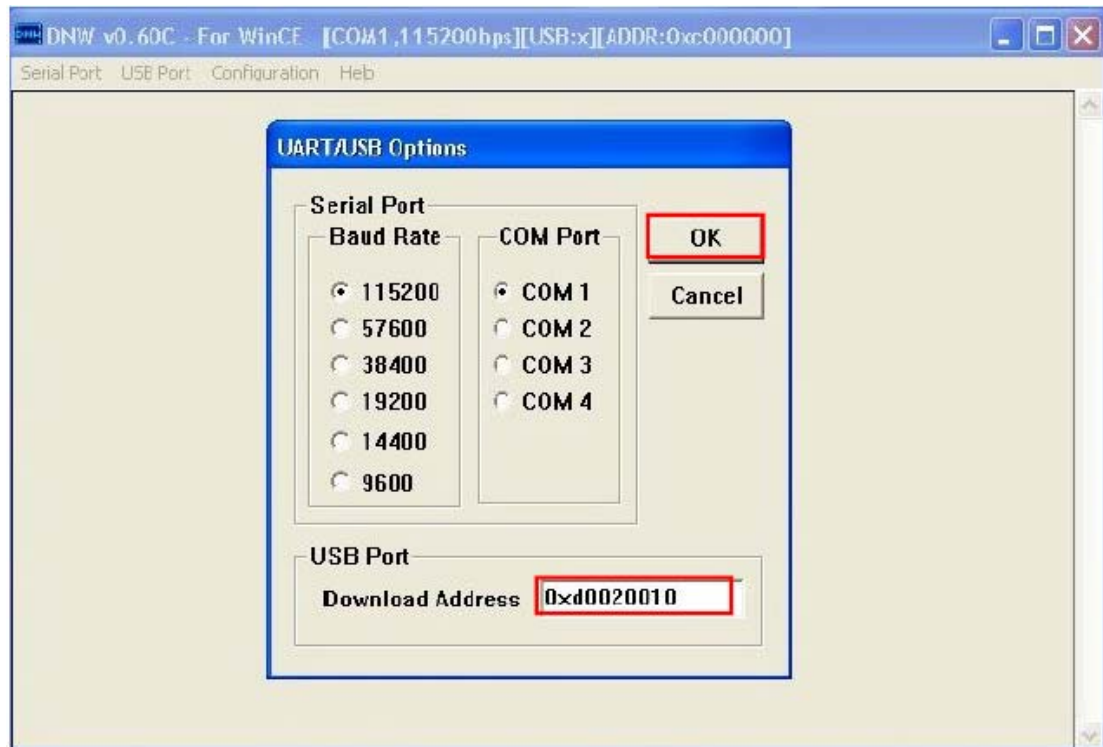 DNW v0.60C - For WinCE [COM1,115200bps][USB:x][ADDR:0xc000000]
Serial Port USB Port Configuration Help
UART/USB Options
Serial Port
Baud Rate COM Port OK
115200 COM 1 Cancel
57600 COM 2
38400 COM 3
19200 COM 4
14400
9600
USB Port
Download Address 0xd0020010